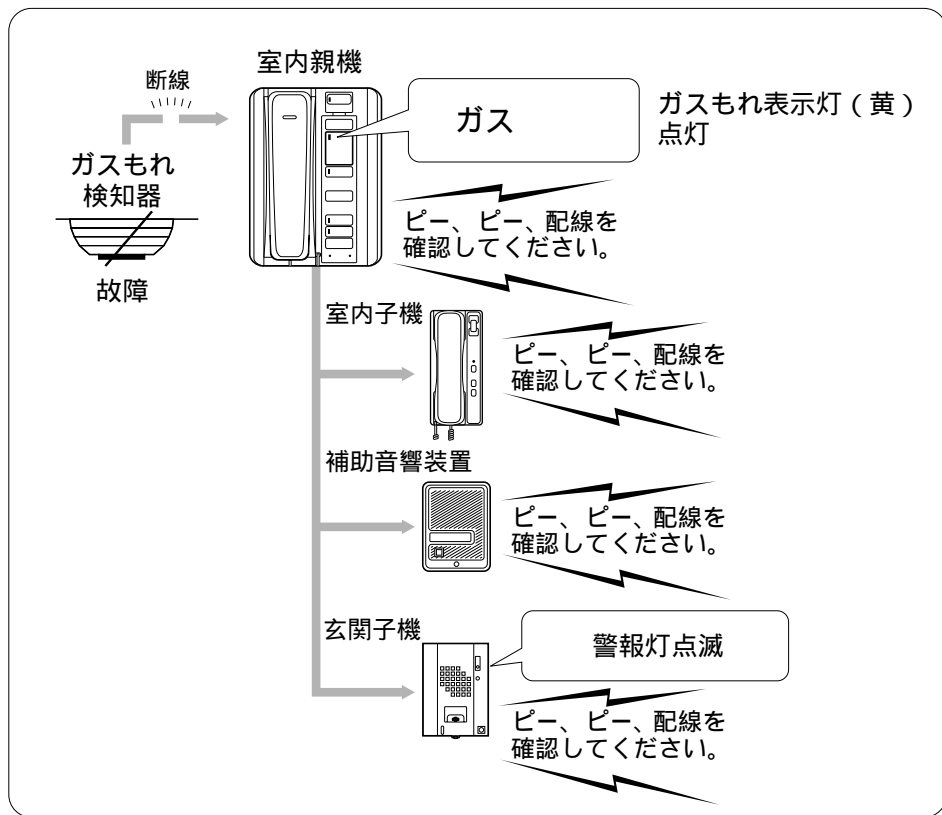 室内親機
断線
ガス
ガスもれ表示灯(黄)
点灯
ガスもれ
検知器
故障
ピー、ピー、配線を
確認してください。
室内子機
ピー、ピー、配線を
確認してください。
補助音響装置
ピー、ピー、配線を
確認してください。
玄関子機
警報灯点滅
ピー、ピー、配線を
確認してください。